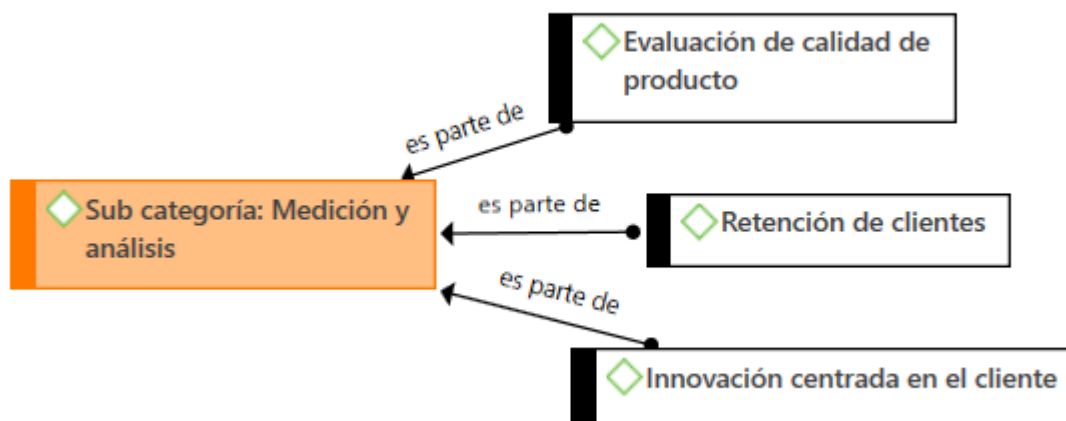 Evaluación de calidad de
producto
es parte de
Sub categoría: Medición y
análisis
es parte de
Retención de clientes
es parte de
Innovación centrada en el cliente